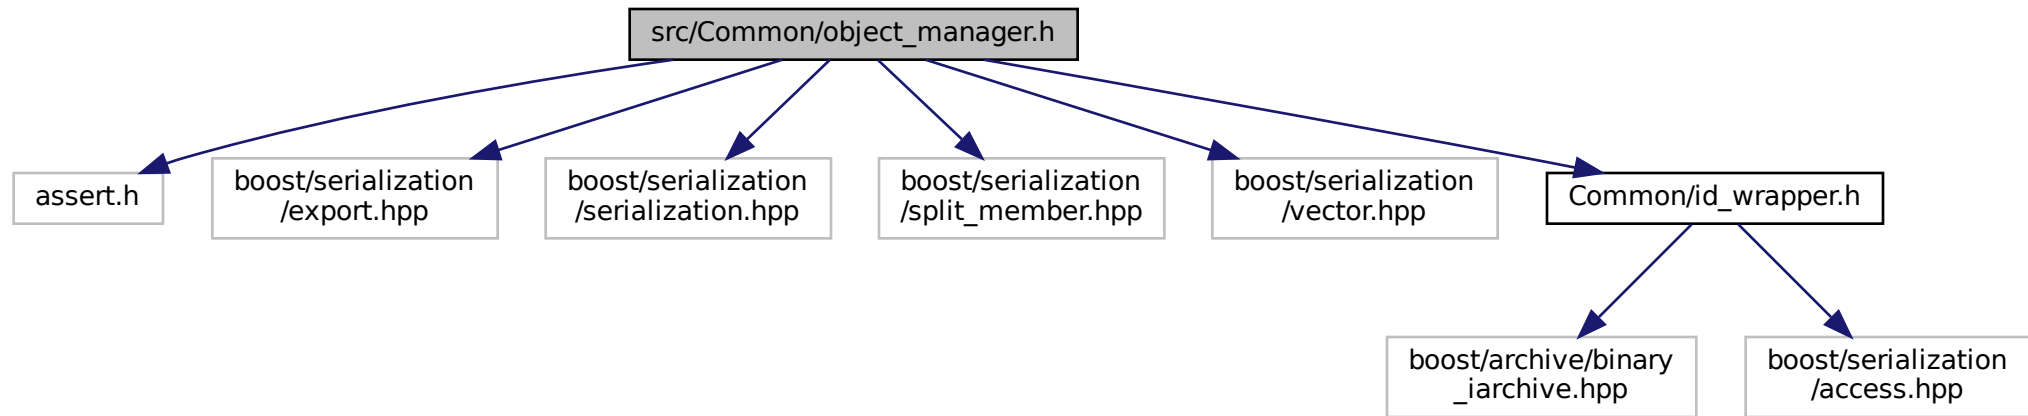 src/Common/object_manager.h
assert.h
boost/serialization
/export.hpp
boost/serialization
/serialization.hpp
boost/serialization
/split_member.hpp
boost/serialization
/vector.hpp
Common/id_wrapper.h
boost/archive/binary
_iarchive.hpp
boost/serialization
/access.hpp